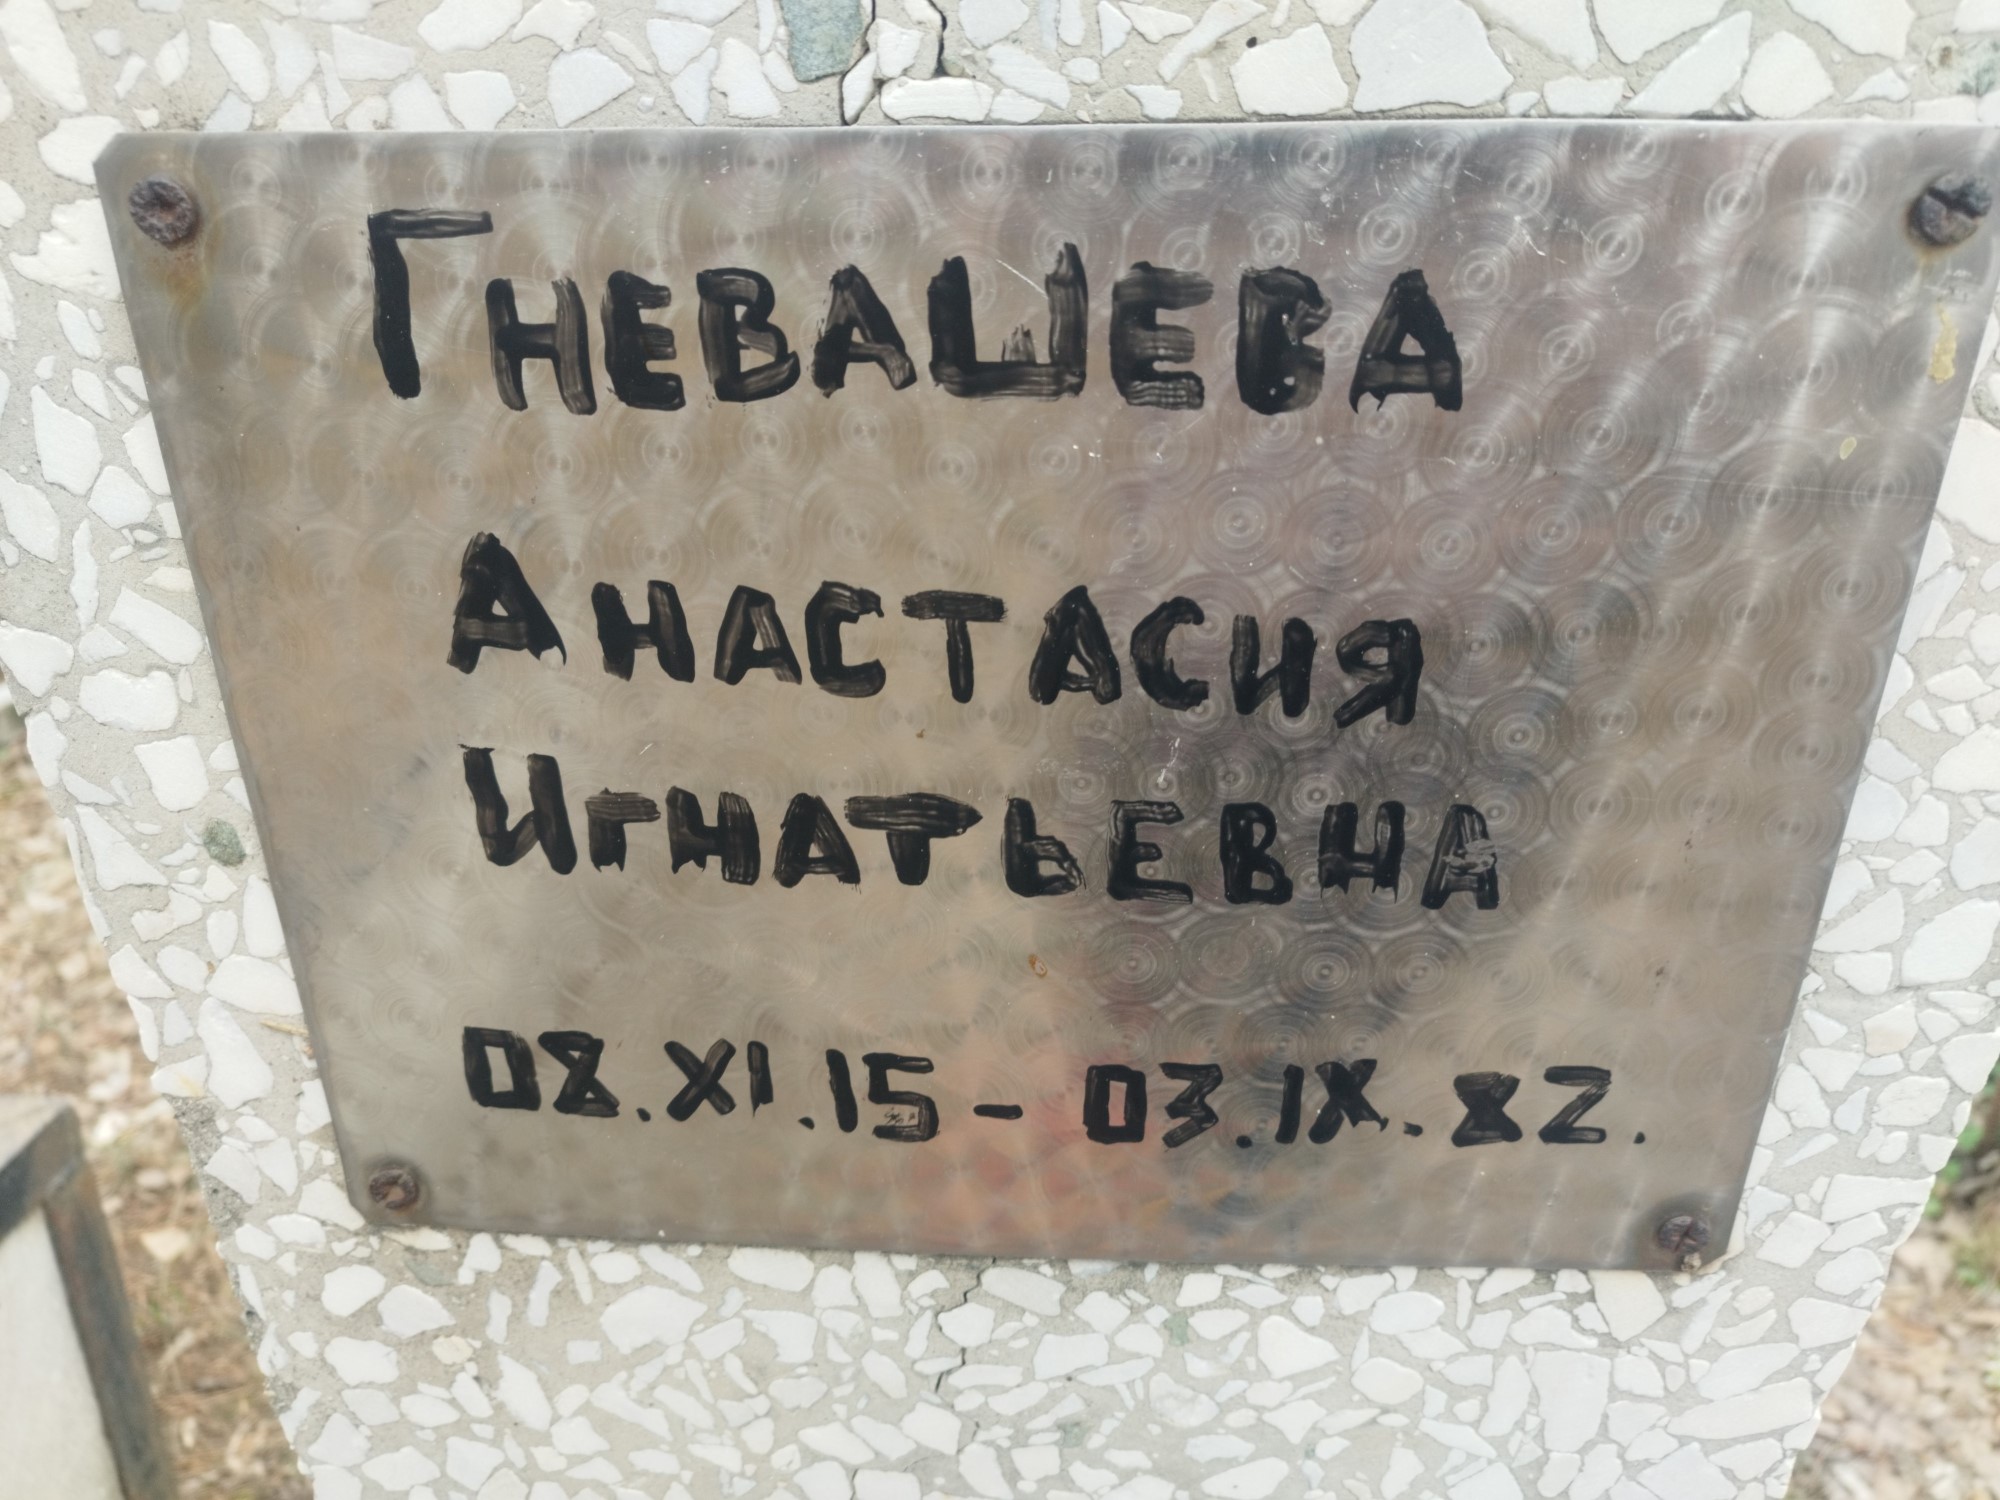 Гневашева
Анастасия
Игнатьевна
08.XI.15 - 03.IX.82.